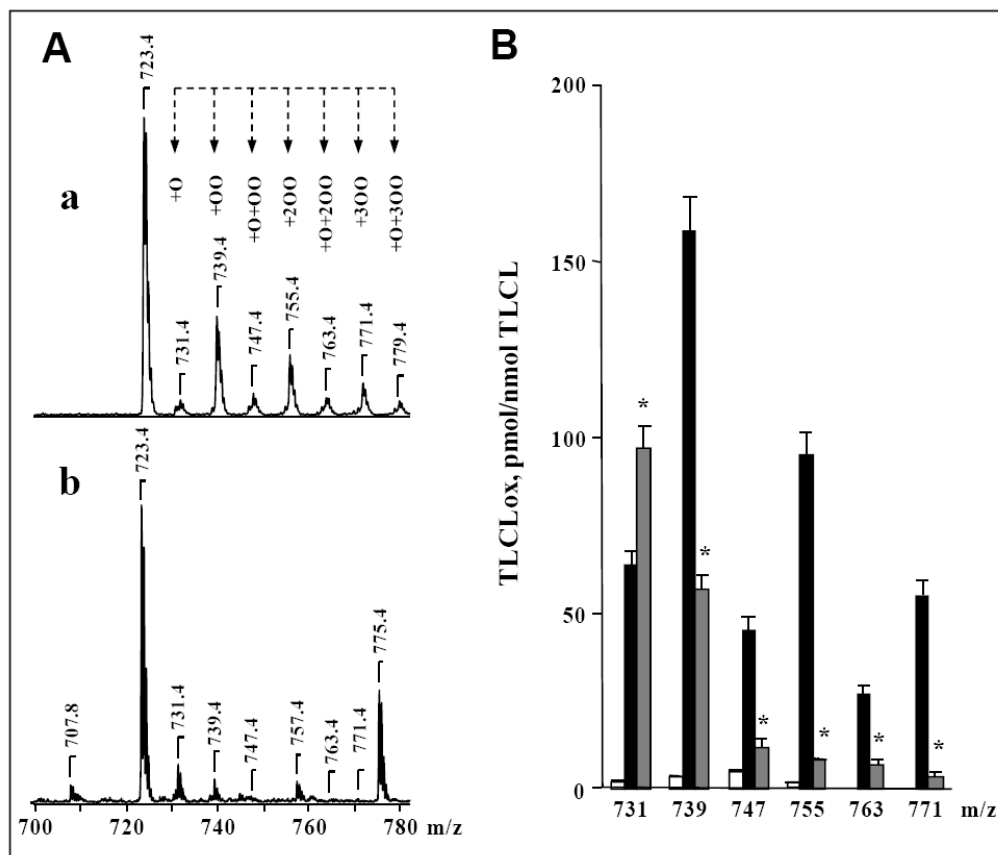 A
a
723.4
+O
+OO
+O+OO
+2OO
+O+2OO
+3OO
+O+3OO
731.4
739.4
747.4
755.4
763.4
771.4
779.4
b
707.8
723.4
731.4
739.4
747.4
757.4
763.4
771.4
775.4
700 720 740 760 780 m/z
B
TLCLox, pmol/nmol TLCL
200
150
100
50
0
*
*
*
*
*
*
731 739 747 755 763 771 m/z